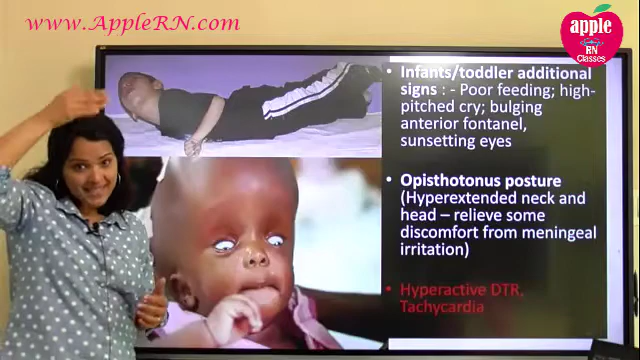 www.AppleRN.com
apple
RN
Classes
Infants/toddler additional
signs : - Poor feeding; high-
pitched cry; bulging
anterior fontanel,
sunsetting eyes
Opisthotonus posture
(Hyperextended neck and
head – relieve some
discomfort from meningeal
irritation)
Hyperactive DTR,
Tachycardia